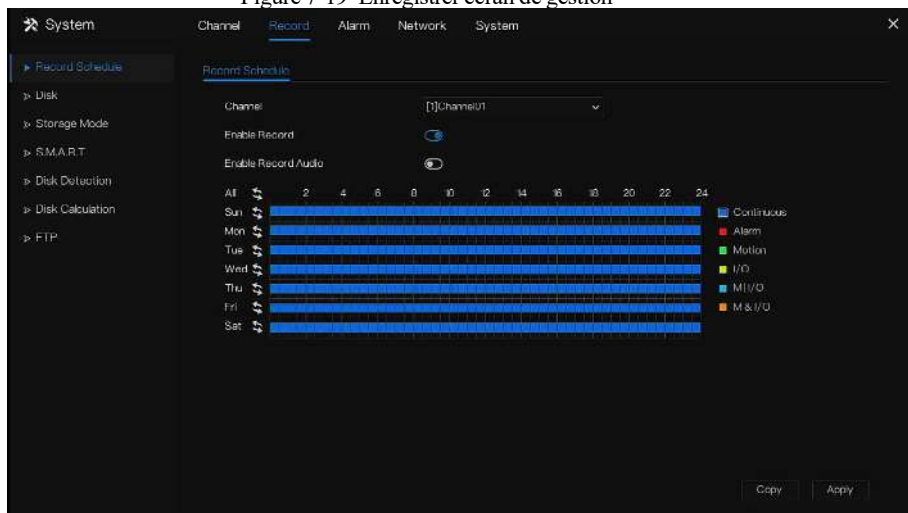 Figure 7-19 Enregistrer écran de gestion
System
Channel Record Alarm Network System
Record Schedule
Disk
Storage Mode
S.M.A.R.T
Disk Detection
Disk Calculation
FTP
Record Schedule
Channel [1]Channel01
Enable Record
Enable Record Audio
All 2 4 6 8 10 12 14 16 18 20 22 24
Sun Continuous
Mon Alarm
Tue Motion
Wed I/O
Thu M|I/O
Fri M & I/O
Sat
Copy Apply